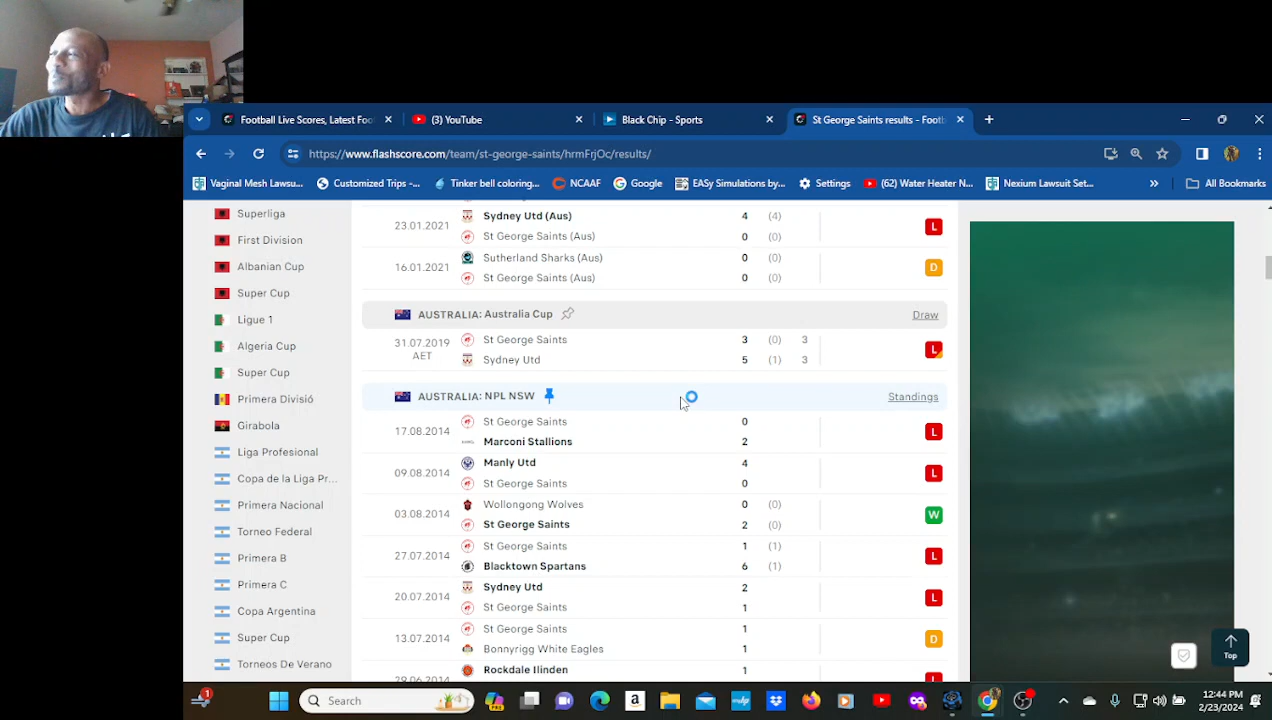 Football Live Scores, Latest Foo
(3) YouTube
Black Chip - Sports
St George Saints results - Footb
https://www.flashscore.com/team/st-george-saints/hrmFrjOc/results/
Vaginal Mesh Lawsu...
Customized Trips -...
Tinker bell coloring...
NCAAF
Google
EASy Simulations by...
Settings
(62) Water Heater N...
Nexium Lawsuit Set...
»
All Bookmarks
Superliga
First Division
Albanian Cup
Super Cup
Ligue 1
Algeria Cup
Super Cup
Primera Divisió
Girabola
Liga Profesional
Copa de la Liga Pr...
Primera Nacional
Torneo Federal
Primera B
Primera C
Copa Argentina
Super Cup
Torneos De Verano
23.01.2021 Sydney Utd (Aus) 4 (4) L
St George Saints (Aus) 0 (0)
16.01.2021 Sutherland Sharks (Aus) 0 (0) D
St George Saints (Aus) 0 (0)
AUSTRALIA: Australia Cup Draw
31.07.2019 St George Saints 3 (0) 3 L
AET Sydney Utd 5 (1) 3
AUSTRALIA: NPL NSW Standings
17.08.2014 St George Saints 0 L
Marconi Stallions 2
09.08.2014 Manly Utd 4 L
St George Saints 0
03.08.2014 Wollongong Wolves 0 (0) W
St George Saints 2 (0)
27.07.2014 St George Saints 1 (1) L
Blacktown Spartans 6 (1)
20.07.2014 Sydney Utd 2 L
St George Saints 1
13.07.2014 St George Saints 1 D
Bonnyrigg White Eagles 1
29.06.2014 Rockdale Ilinden 1
Top
1
Search
PRE
12:44 PM
2/23/2024